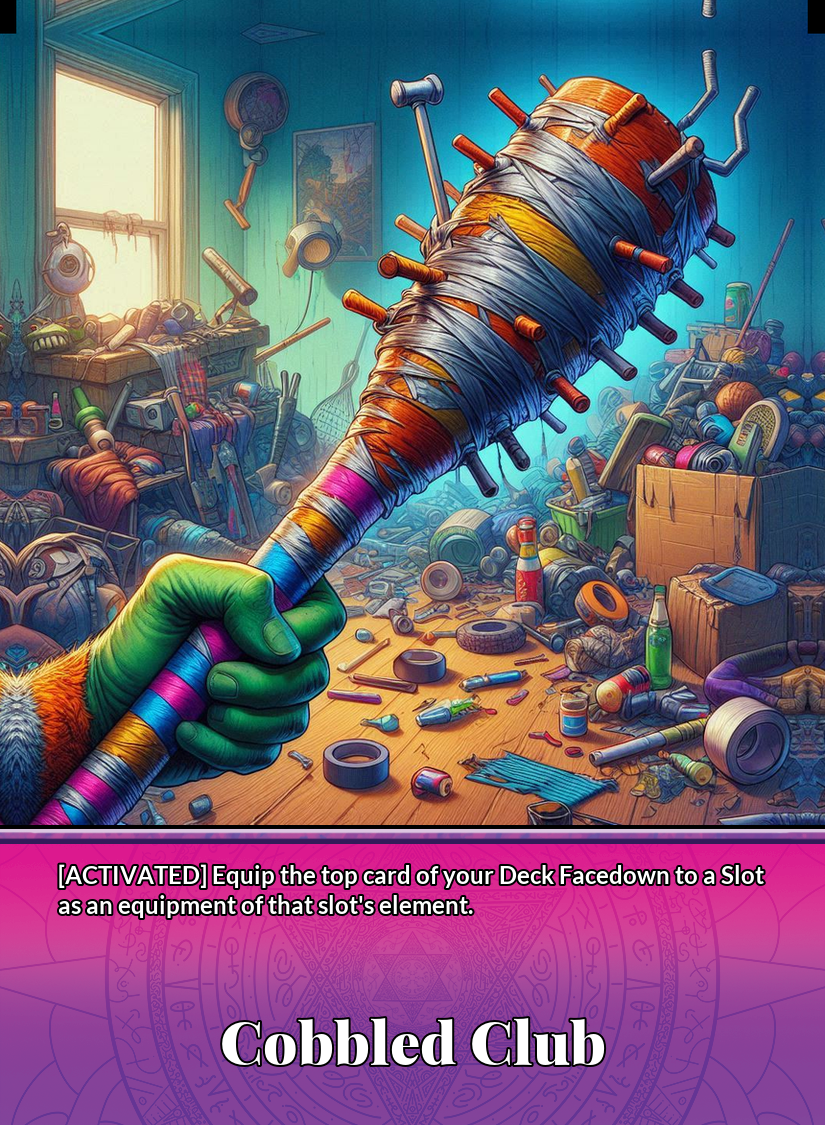 [ACTIVATED] Equip the top card of your Deck Facedown to a Slot
as an equipment of that slot's element.
Cobbled Club